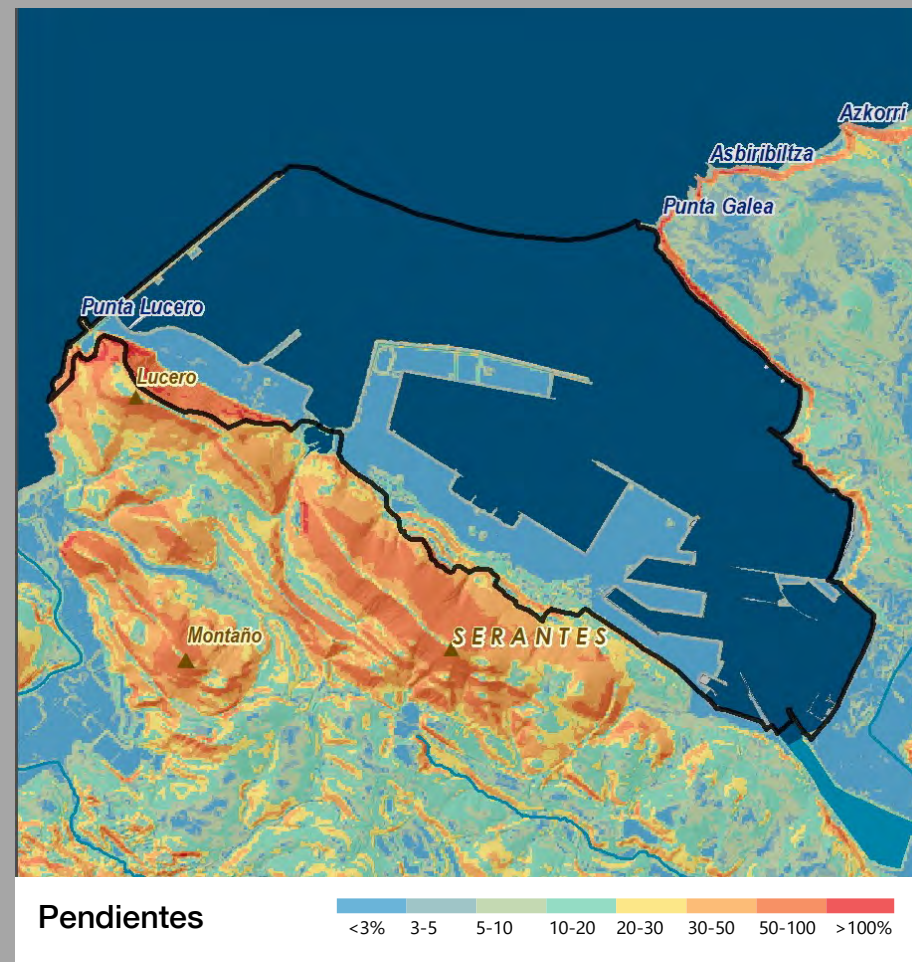 Azkorri
Asbiribiltza
Punta Galea
Punta Lucero
Lucero
Montaño
SERANTES
Pendientes
<3% 3-5 5-10 10-20 20-30 30-50 50-100 >100%